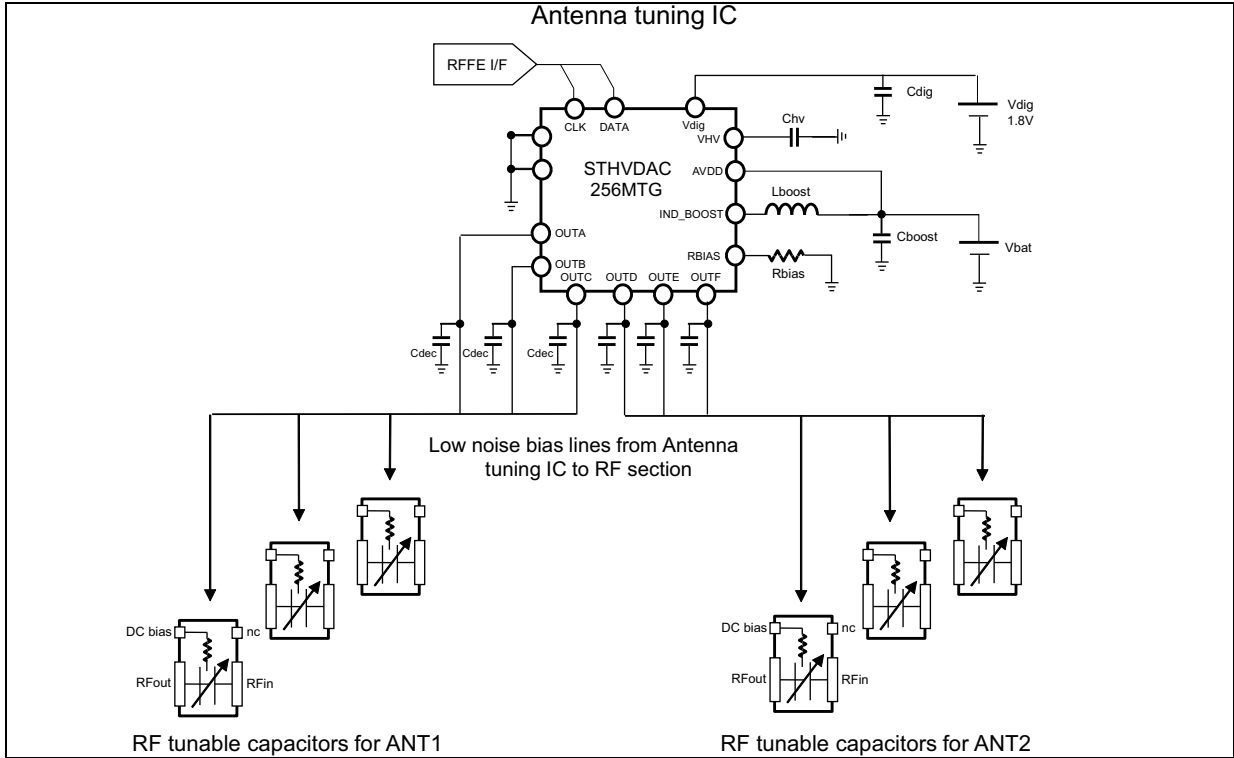 Antenna tuning IC
RFFE I/F
Cdig
Vdig
1.8V
CLK
DATA
Vdig
Chv
VHV
STHVDAC
256MTG
AVDD
Lboost
IND_BOOST
Cboost
Vbat
OUTA
RBIAS
Rbias
OUTB
OUTC
OUTD
OUTE
OUTF
Cdec
Cdec
Cdec
Low noise bias lines from Antenna
tuning IC to RF section
DC bias
nc
RFout
RFin
DC bias
nc
RFout
RFin
RF tunable capacitors for ANT1
RF tunable capacitors for ANT2